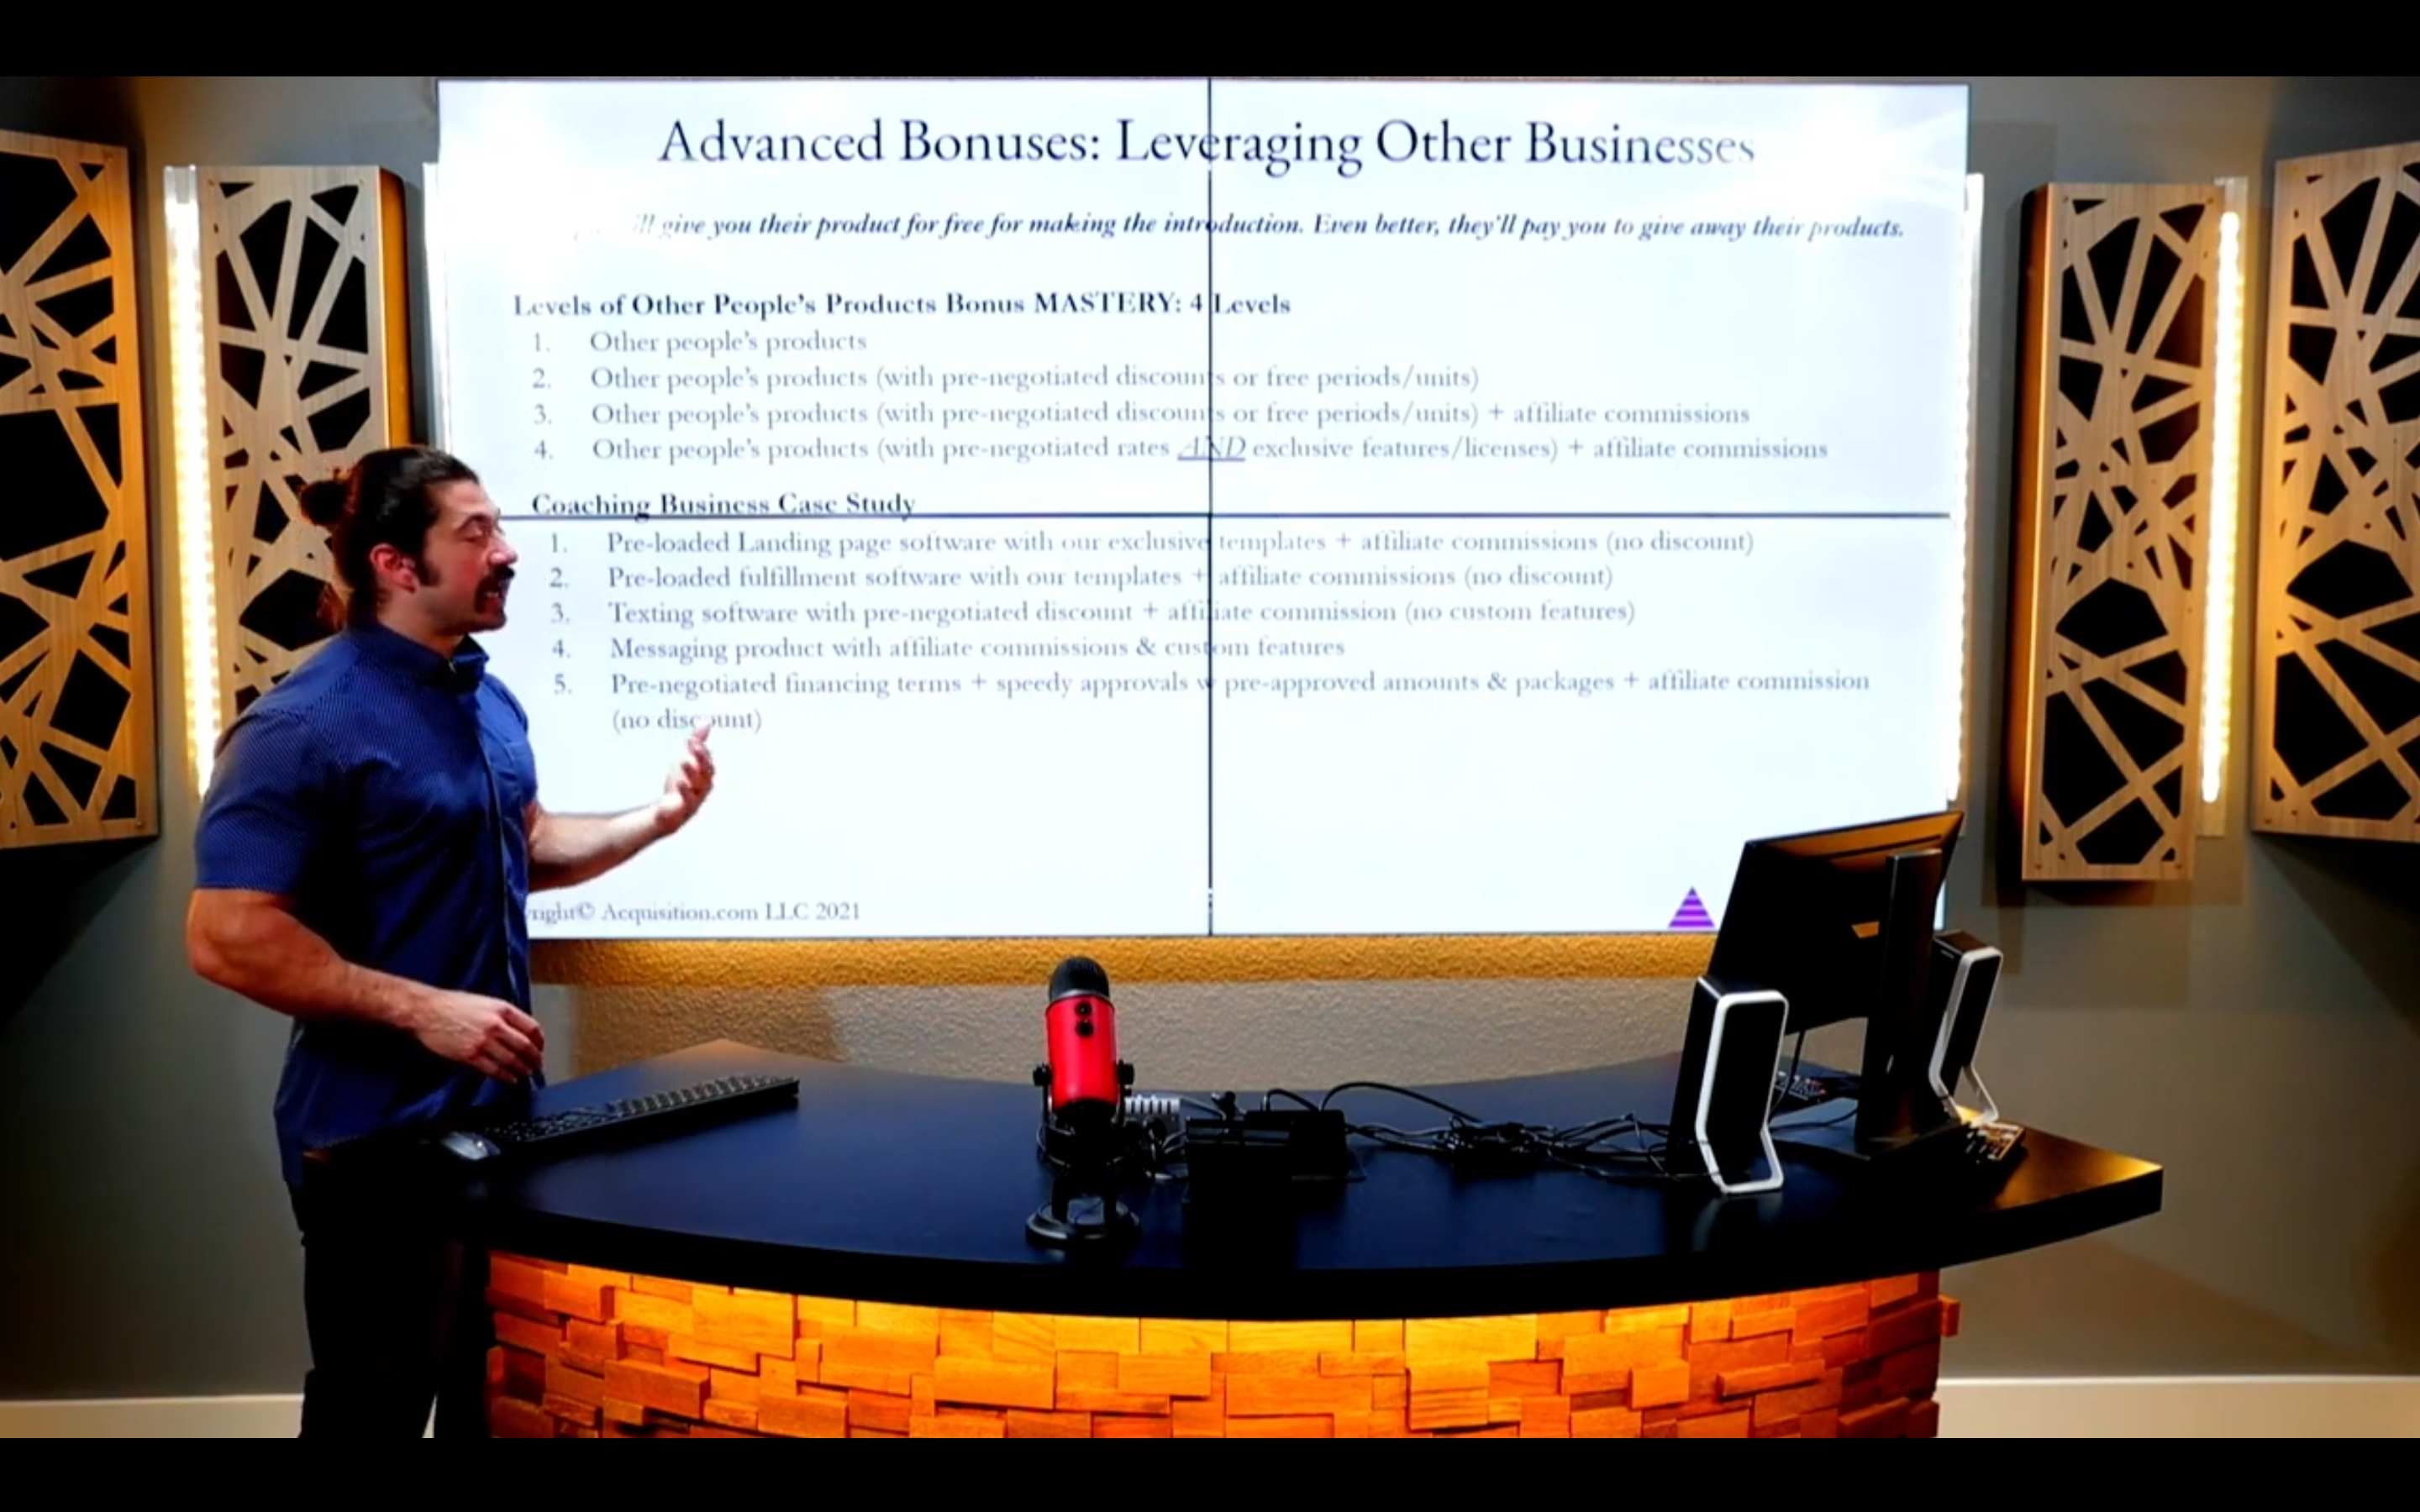 Advanced Bonuses: Leveraging Other Businesses
give you their product for free for making the introduction. Even better, they'll pay you to give away their products.
Levels of Other People's Products Bonus MASTERY: 4 Levels
1. Other people's products
2. Other people's products (with pre-negotiated discounts or free periods/units)
3. Other people's products (with pre-negotiated discounts or free periods/units) + affiliate commissions
4. Other people's products (with pre-negotiated rates AND exclusive features/licenses) + affiliate commissions
Coaching Business Case Study
1. Pre-loaded Landing page software with our exclusive templates + affiliate commissions (no discount)
2. Pre-loaded fulfillment software with our templates + affiliate commissions (no discount)
3. Texting software with pre-negotiated discount + affiliate commission (no custom features)
4. Messaging product with affiliate commissions & custom features
5. Pre-negotiated financing terms + speedy approvals w pre-approved amounts & packages + affiliate commission
(no discount)
right© Acquisition.com LLC 2021